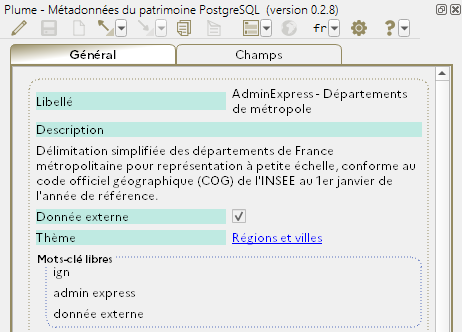 Plume - Métadonnées du patrimoine PostgreSQL (version 0.2.8)
fr
?
Général
Champs
Libellé
AdminExpress - Départements
de métropole
Description
Délimitation simplifiée des départements de France
métropolitaine pour représentation à petite échelle, conforme au
code officiel géographique (COG) de l'INSEE au 1er janvier de
l'année de référence.
Donnée externe
Thème
Régions et villes
Mots-clé libres
ign
admin express
donnée externe